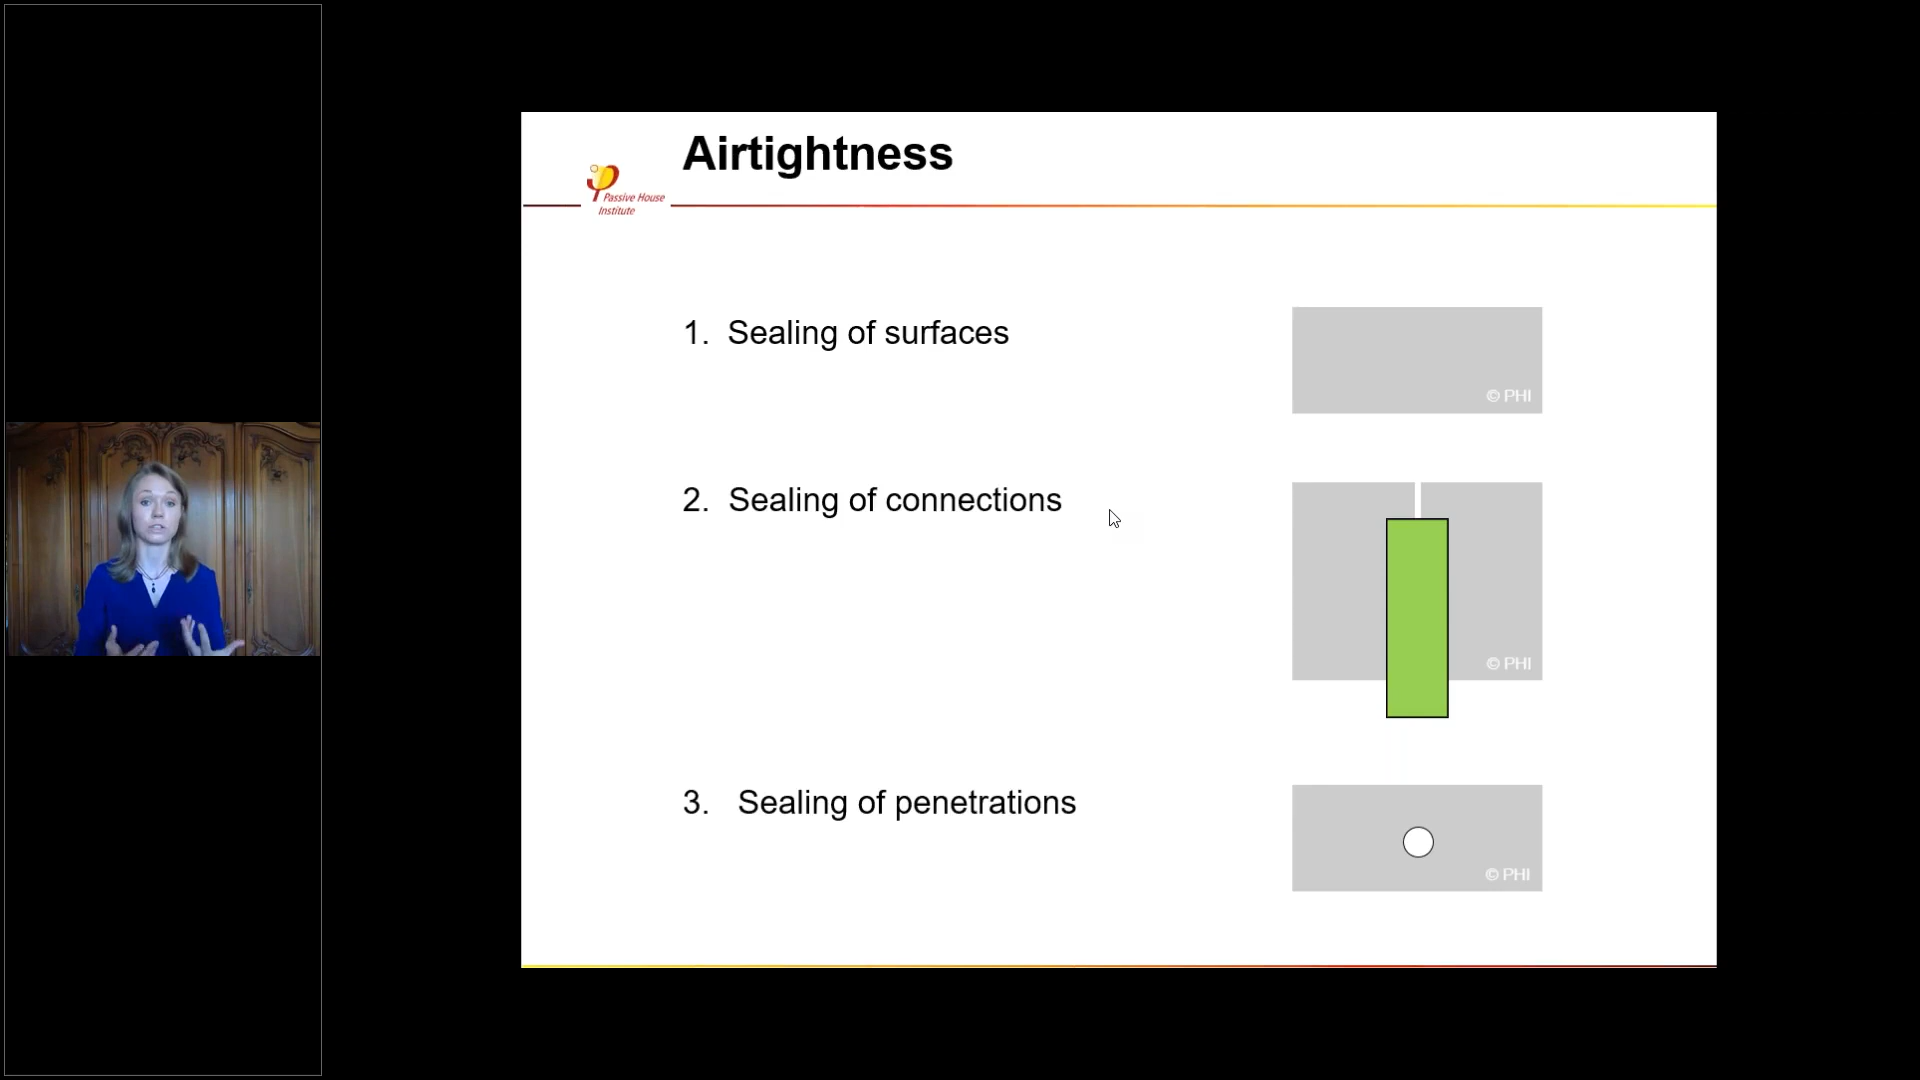 Airtightness
Passive House
Institute
1. Sealing of surfaces
© PHI
2. Sealing of connections
© PHI
3. Sealing of penetrations
© PHI